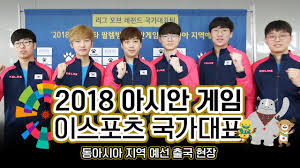 리그 오브 레전드 국가대표팀
2018 아시안 게임
이스포츠 국가대표
동아시아 지역 예선 출국 현장